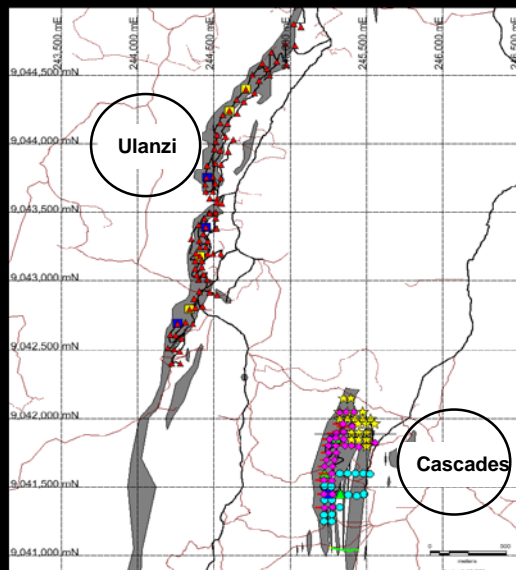 243,500 mE
244,000 mE
244,500 mE
245,500 mE
246,000 mE
9,044,500 mN
9,044,000 mN
9,043,500 mN
9,043,000 mN
9,042,500 mN
9,042,000 mN
9,041,500 mN
9,041,000 mN
Ulanzi
Cascades
0
500